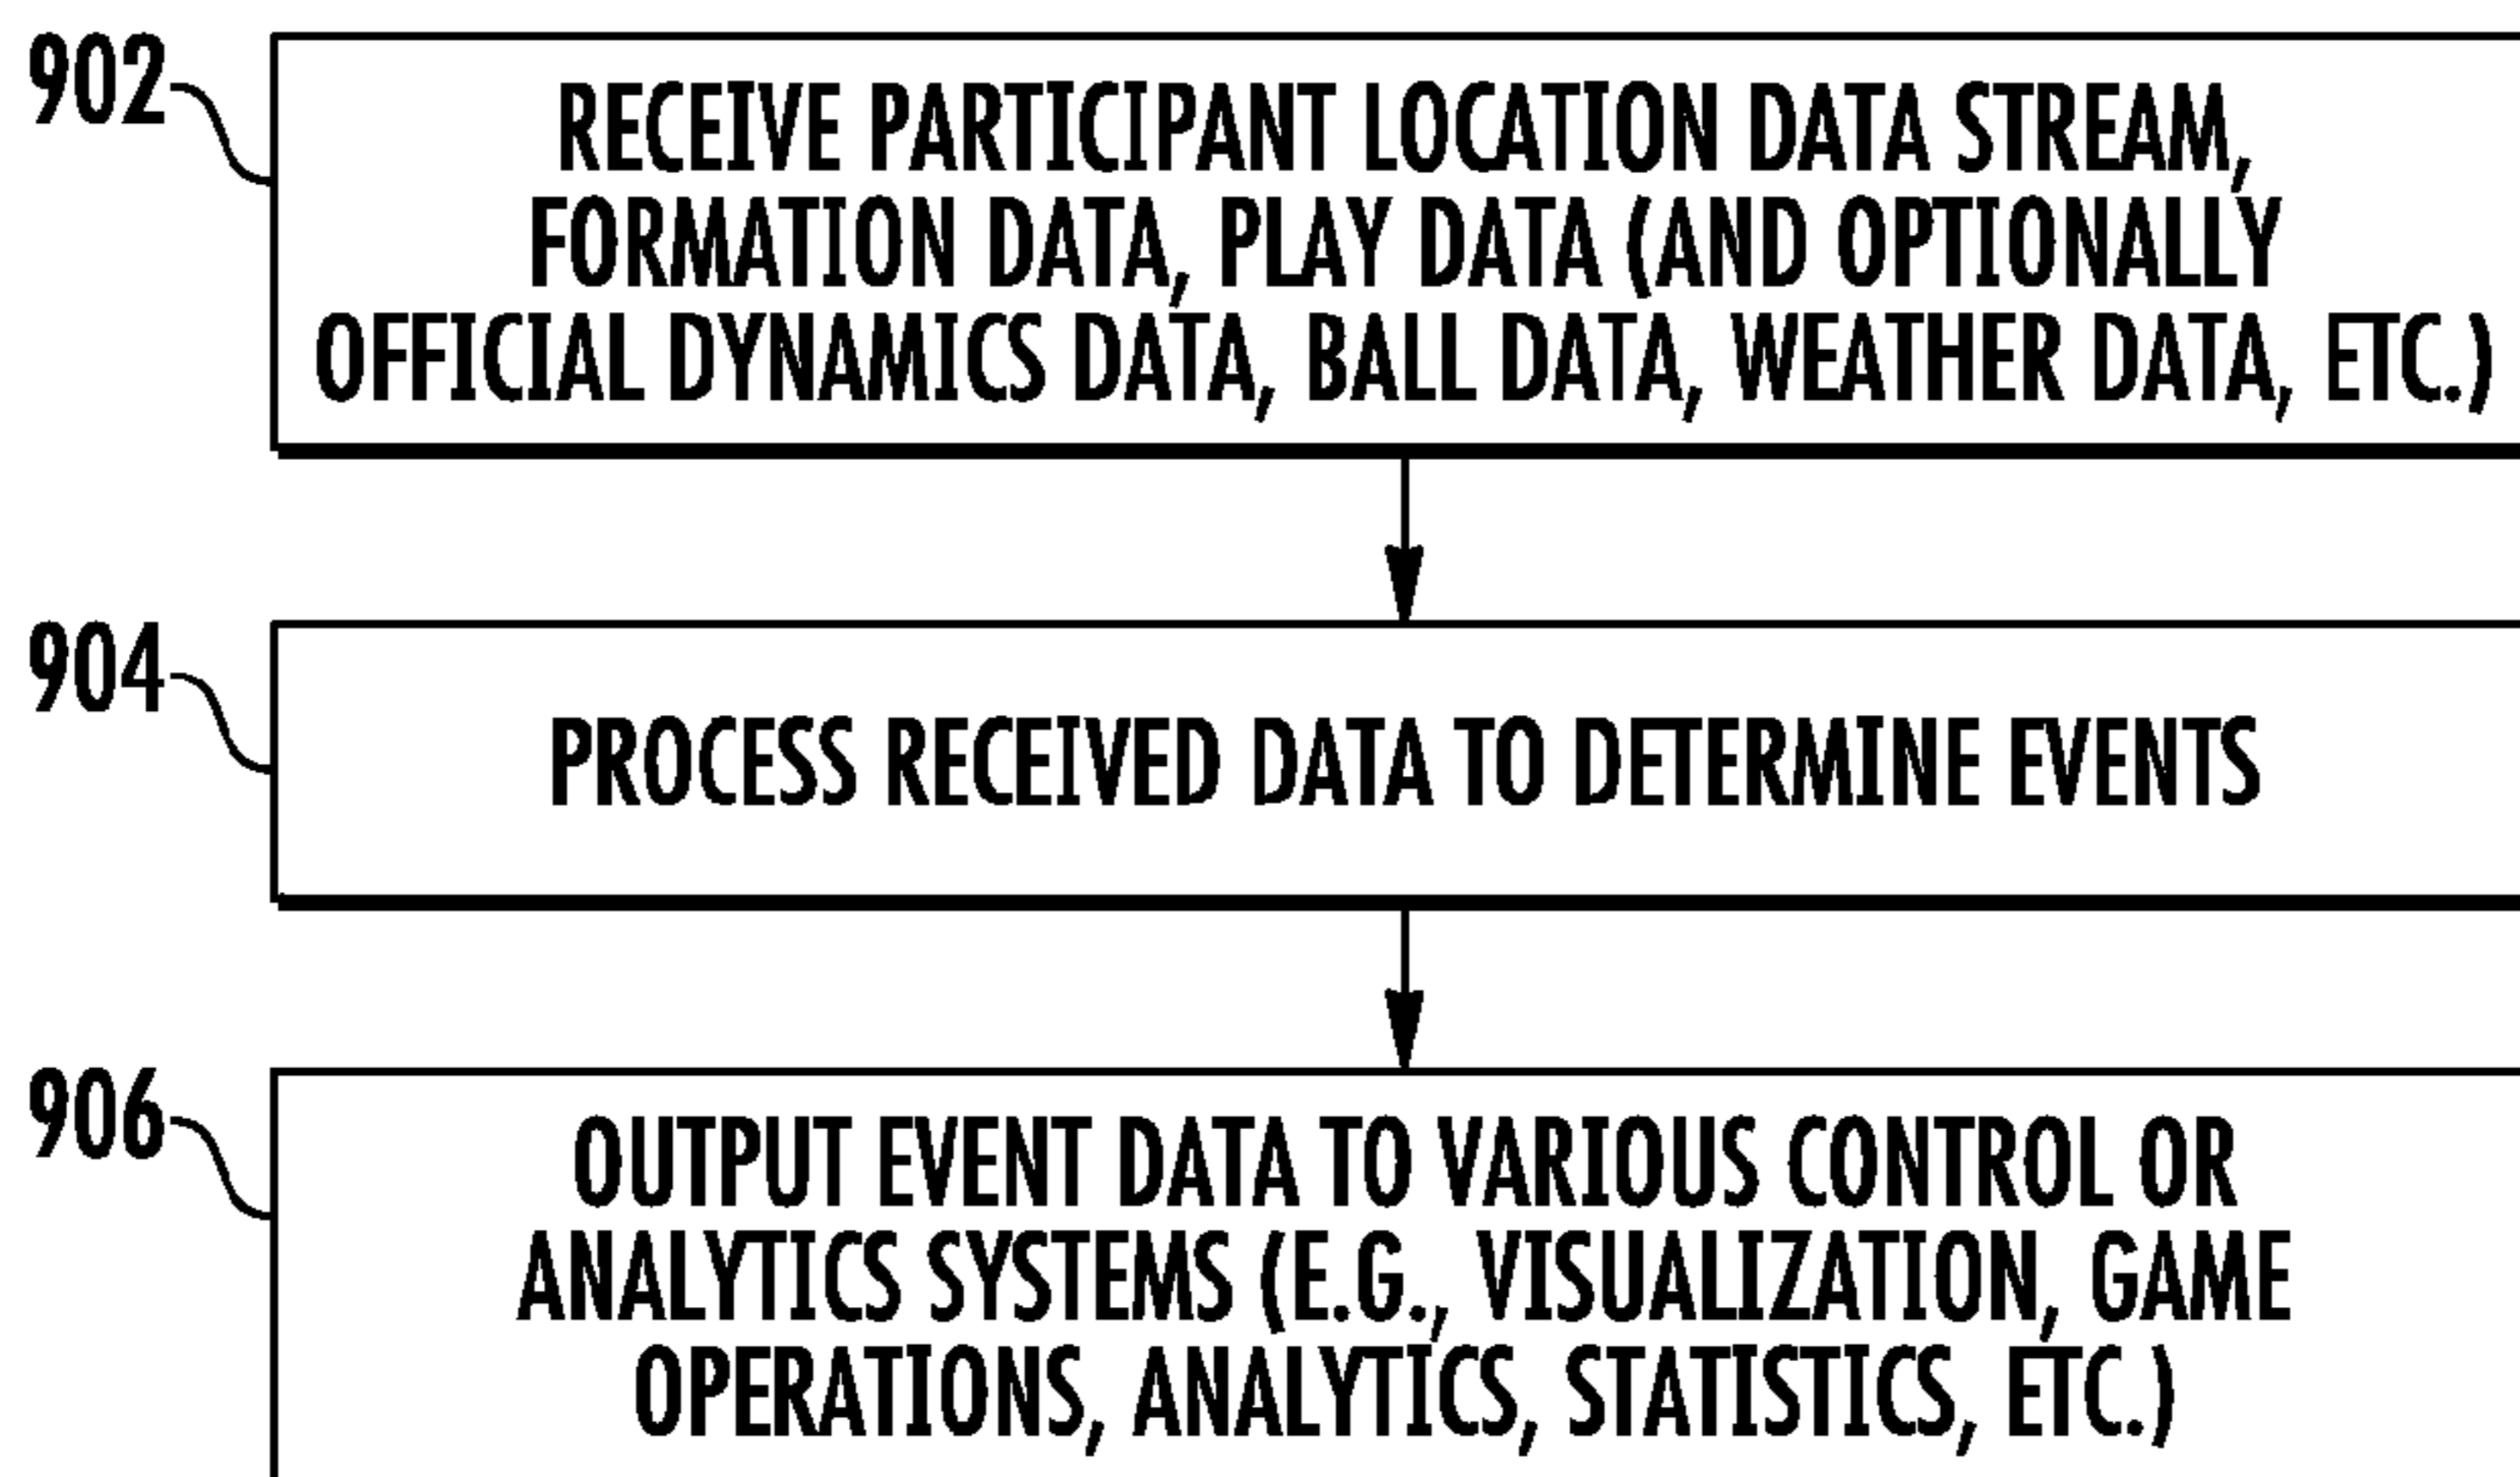 902
RECEIVE PARTICIPANT LOCATION DATA STREAM,
FORMATION DATA, PLAY DATA (AND OPTIONALLY
OFFICIAL DYNAMICS DATA, BALL DATA, WEATHER DATA, ETC.)
904
PROCESS RECEIVED DATA TO DETERMINE EVENTS
906
OUTPUT EVENT DATA TO VARIOUS CONTROL OR
ANALYTICS SYSTEMS (E.G., VISUALIZATION, GAME
OPERATIONS, ANALYTICS, STATISTICS, ETC.)